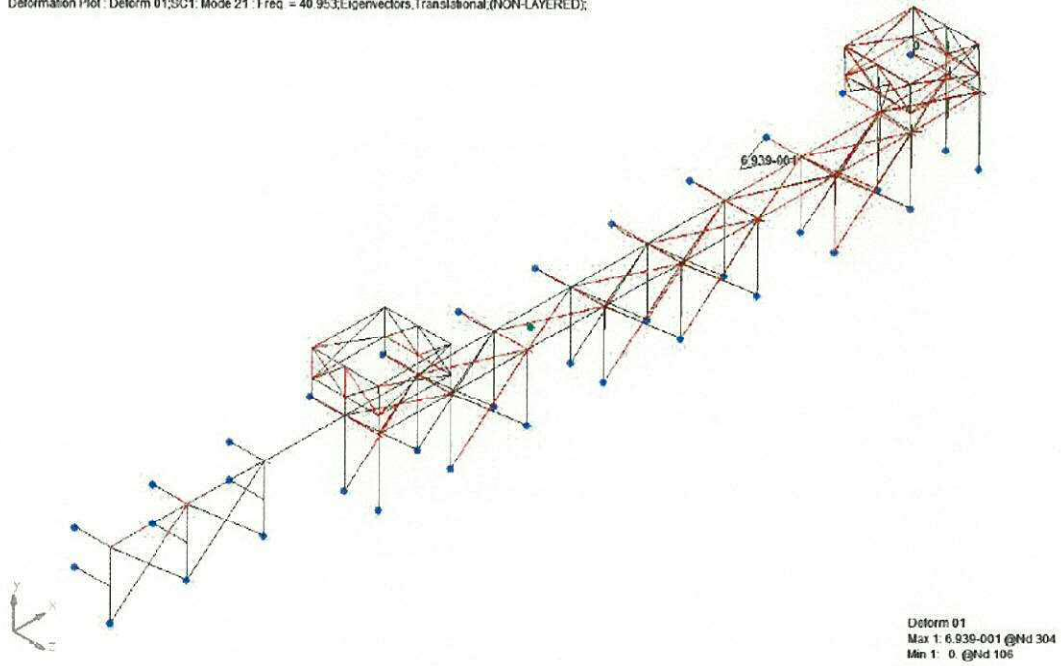 Deformation Plot : Deform 01;SC1: Mode 21 : Freq. = 40.953;Eigenvectors,Translational,(NON-LAYERED);
0.
6.939-001
Y
X
Z
Deform 01
Max 1: 6.939-001 @Nd 304
Min 1: 0. @Nd 106